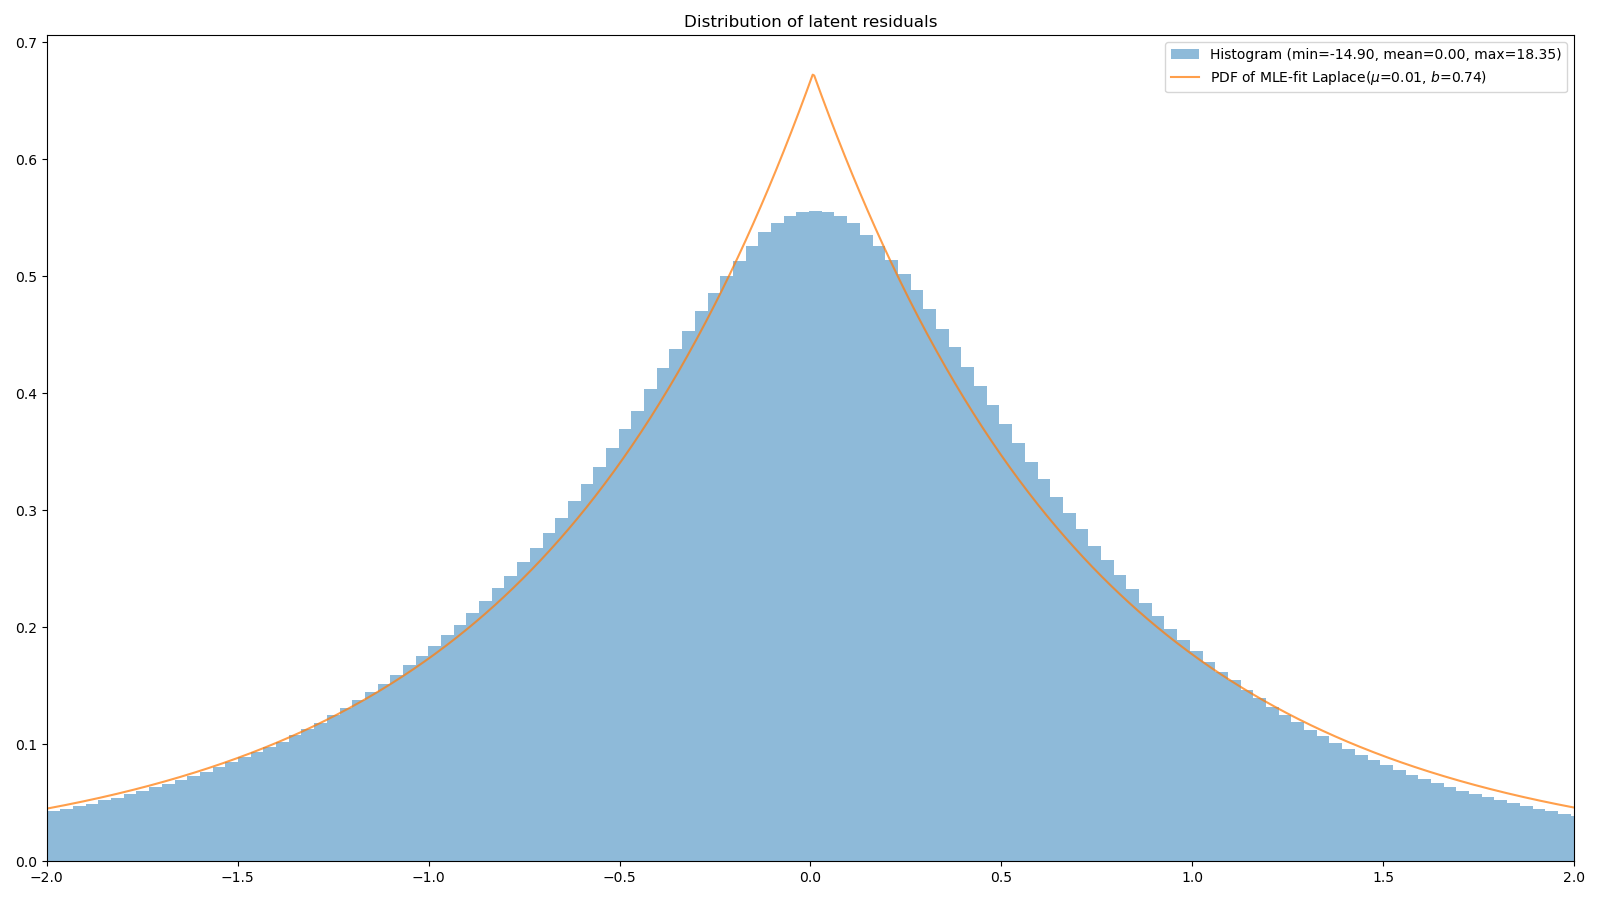 Distribution of latent residuals
Histogram (min=-14.90, mean=0.00, max=18.35)
PDF of MLE-fit Laplace(μ=0.01, b=0.74)
0.7
0.6
0.5
0.4
0.3
0.2
0.1
0.0
−2.0 −1.5 −1.0 −0.5 0.0 0.5 1.0 1.5 2.0